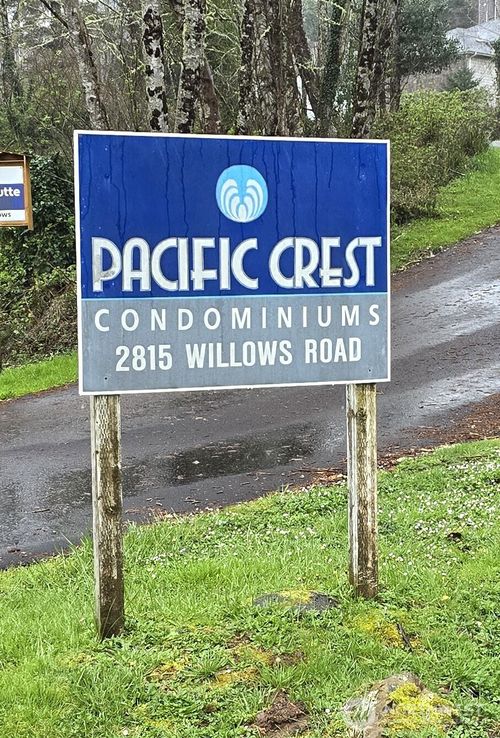 PACIFIC CREST
CONDOMINIUMS
2815 WILLOWS ROAD